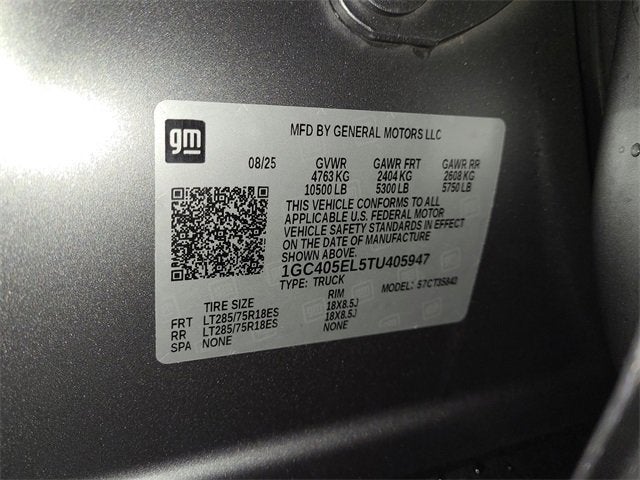 gm
MFD BY GENERAL MOTORS LLC
08/25 GVWR GAWR FRT GAWR RR
4763 KG 2404 KG 2608 KG
10500 LB 5300 LB 5750 LB
THIS VEHICLE CONFORMS TO ALL
APPLICABLE U.S. FEDERAL MOTOR
VEHICLE SAFETY STANDARDS IN EFFECT
ON THE DATE OF MANUFACTURE
SHOWN ABOVE.
1GC405EL5TU405947
TYPE: TRUCK MODEL:
TIRE SIZE RIM
FRT LT285/75R18ES 18X8.5J
RR LT285/75R18ES 18X8.5J
SPA NONE NONE